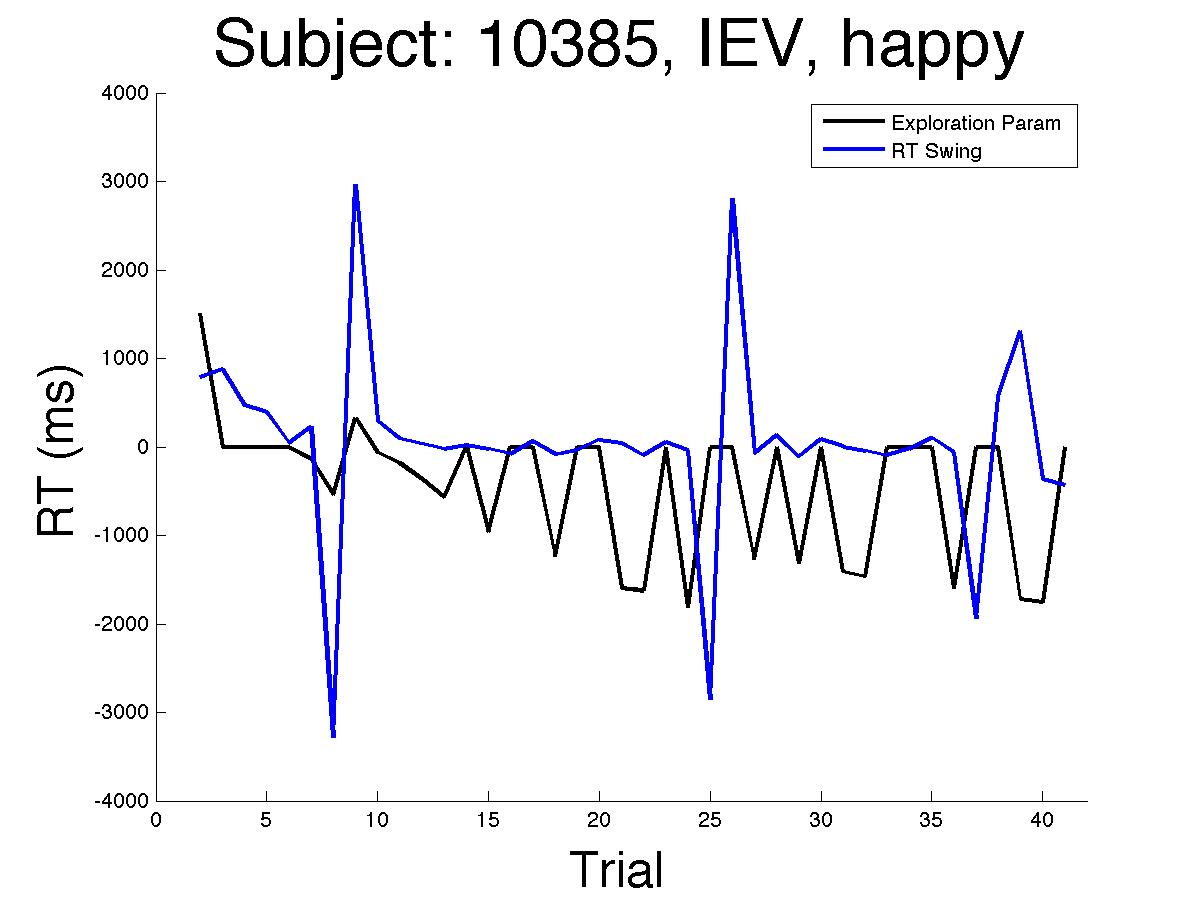 Subject: 10385, IEV, happy
Exploration Param
RT Swing
4000
3000
2000
1000
0
-1000
-2000
-3000
-4000
RT (ms)
0 5 10 15 20 25 30 35 40
Trial